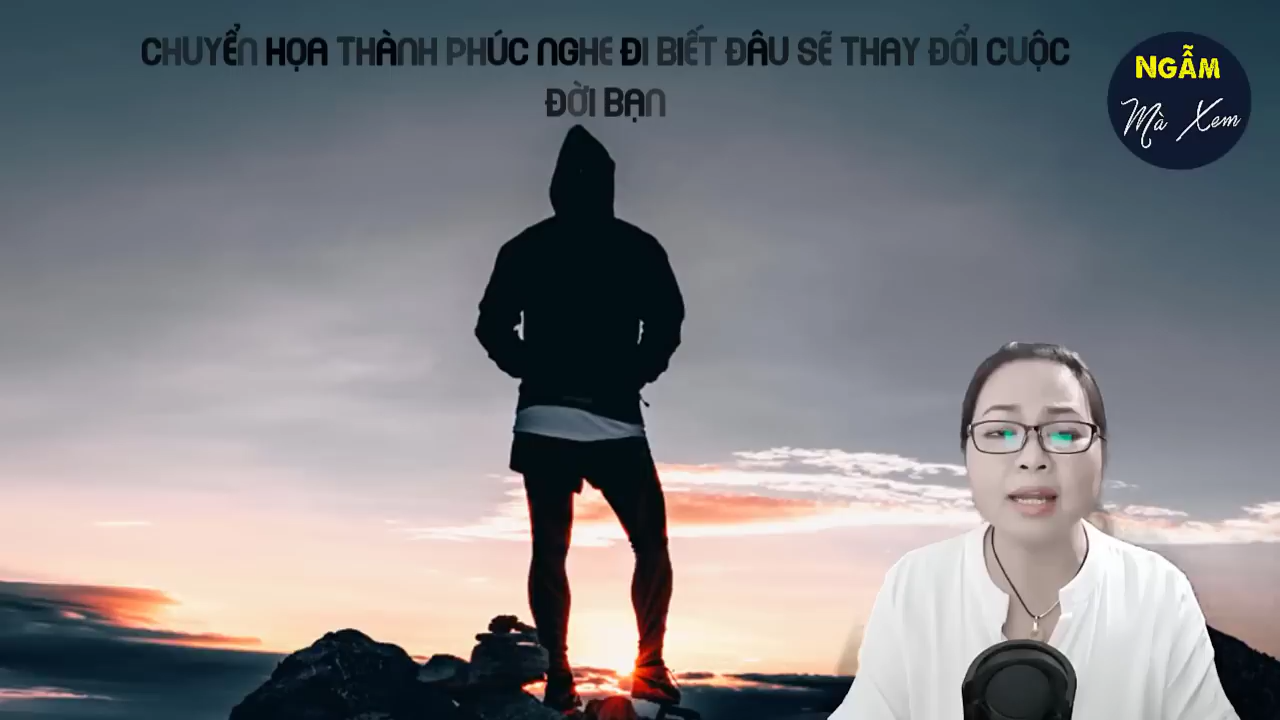 CHUYỂN HỌA THÀNH PHÚC NGHE ĐI BIẾT ĐÂU SẼ THAY ĐỔI CUỘC
ĐỜI BẠN
NGẪM
Mà Xem